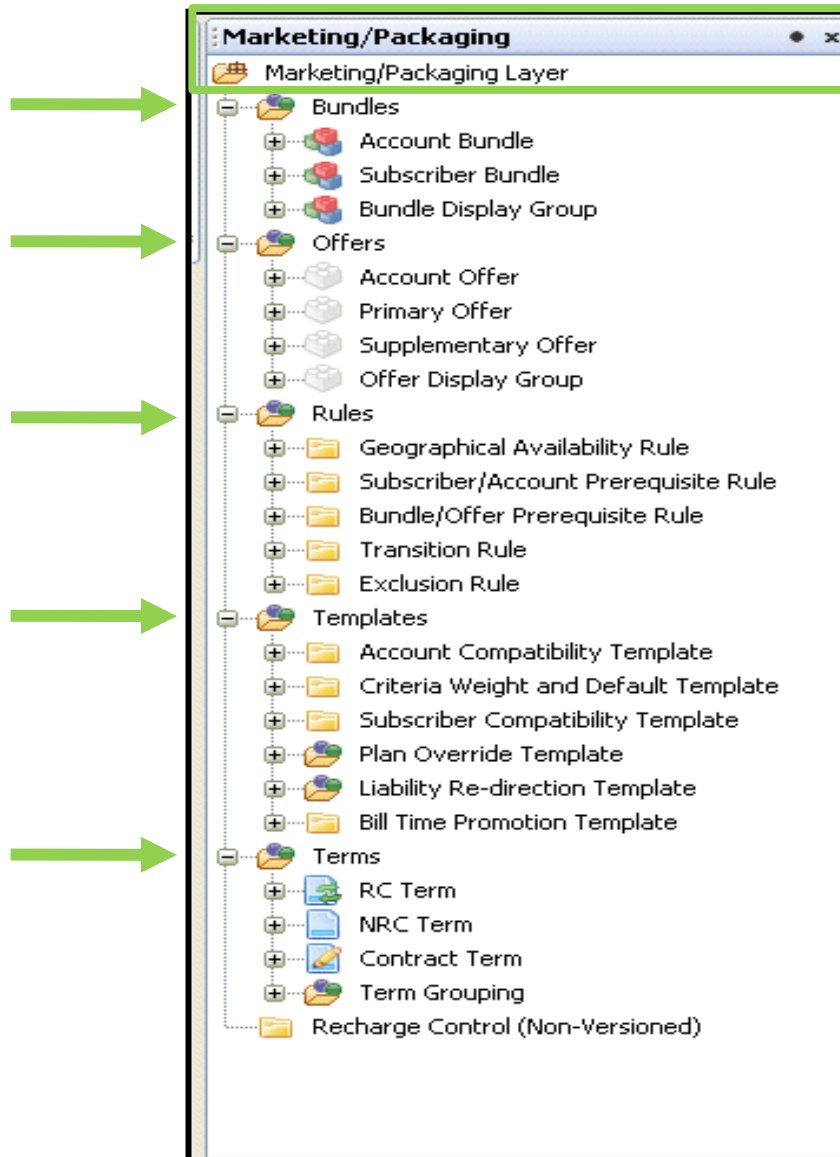 Marketing/Packaging
Marketing/Packaging Layer
Bundles
Account Bundle
Subscriber Bundle
Bundle Display Group
Offers
Account Offer
Primary Offer
Supplementary Offer
Offer Display Group
Rules
Geographical Availability Rule
Subscriber/Account Prerequisite Rule
Bundle/Offer Prerequisite Rule
Transition Rule
Exclusion Rule
Templates
Account Compatibility Template
Criteria Weight and Default Template
Subscriber Compatibility Template
Plan Override Template
Liability Re-direction Template
Bill Time Promotion Template
Terms
RC Term
NRC Term
Contract Term
Term Grouping
Recharge Control (Non-Versioned)